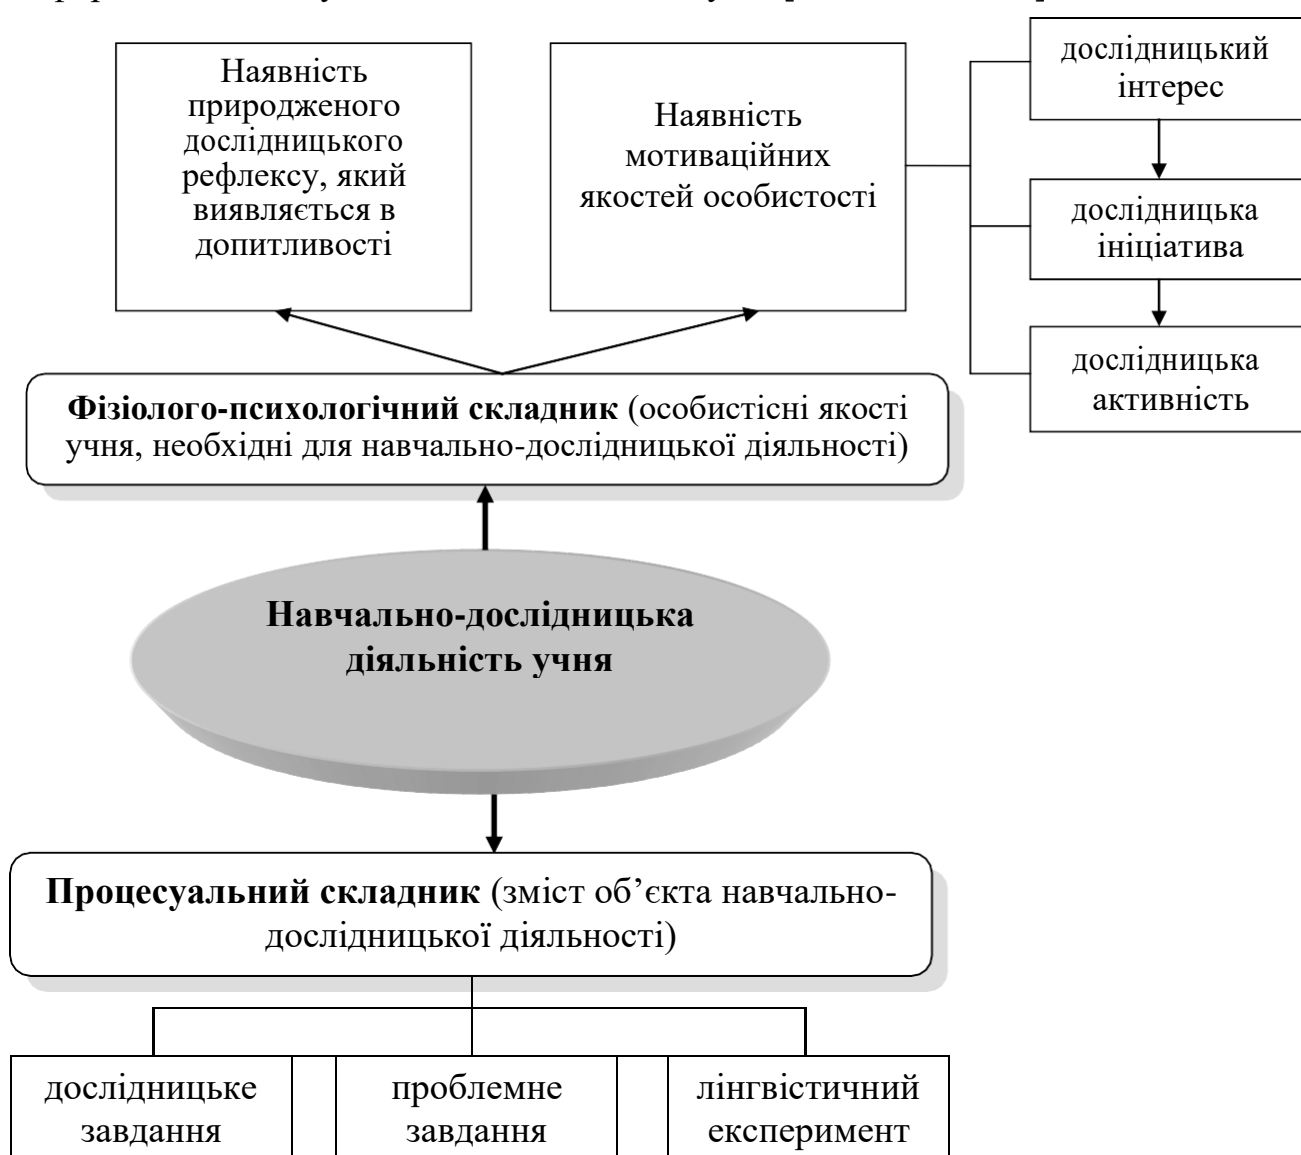 Наявність
природженого
дослідницького
рефлексу, який
виявляється в
допитливості
Наявність
мотиваційних
якостей особистості
дослідницький
інтерес
дослідницька
ініціатива
дослідницька
активність
Фізіолого-психологічний складник (особистісні якості
учня, необхідні для навчально-дослідницької діяльності)
Навчально-дослідницька
діяльність учня
Процесуальний складник (зміст об’єкта навчально-
дослідницької діяльності)
дослідницьке
завдання
проблемне
завдання
лінгвістичний
експеримент